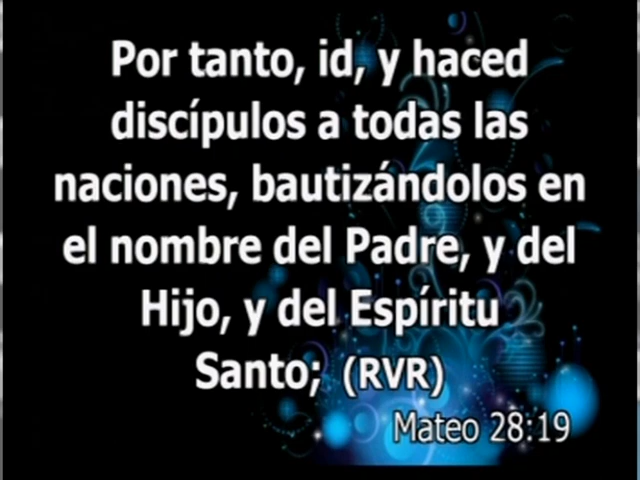 Por tanto, id, y haced
discípulos a todas las
naciones, bautizándolos en
el nombre del Padre, y del
Hijo, y del Espíritu
Santo; (RVR)
Mateo 28:19